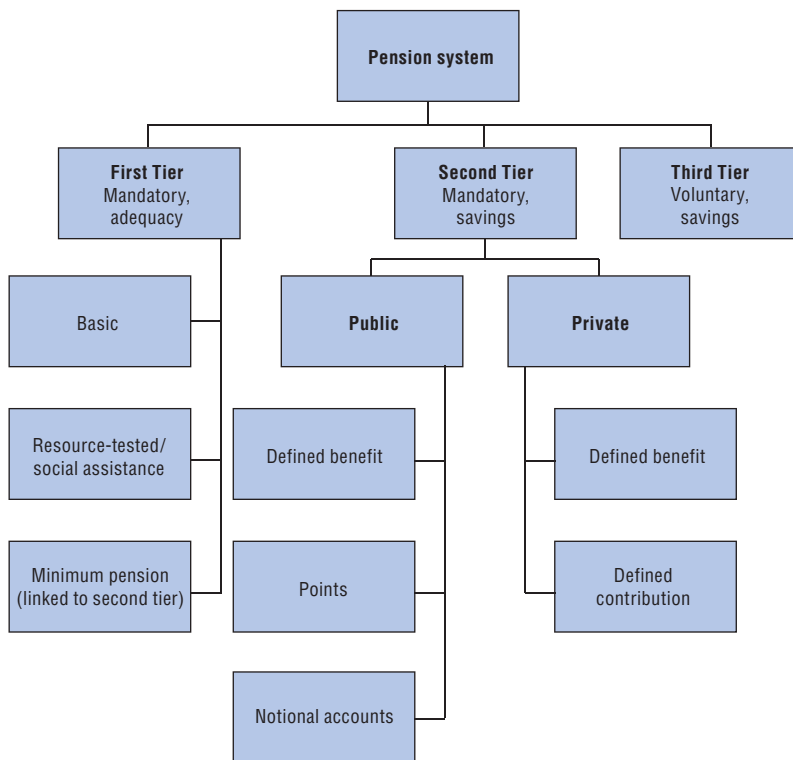 Pension system
First Tier
Mandatory,
adequacy
Second Tier
Mandatory,
savings
Third Tier
Voluntary,
savings
Basic
Public
Private
Resource-tested/
social assistance
Defined benefit
Defined benefit
Minimum pension
(linked to second tier)
Points
Defined
contribution
Notional accounts